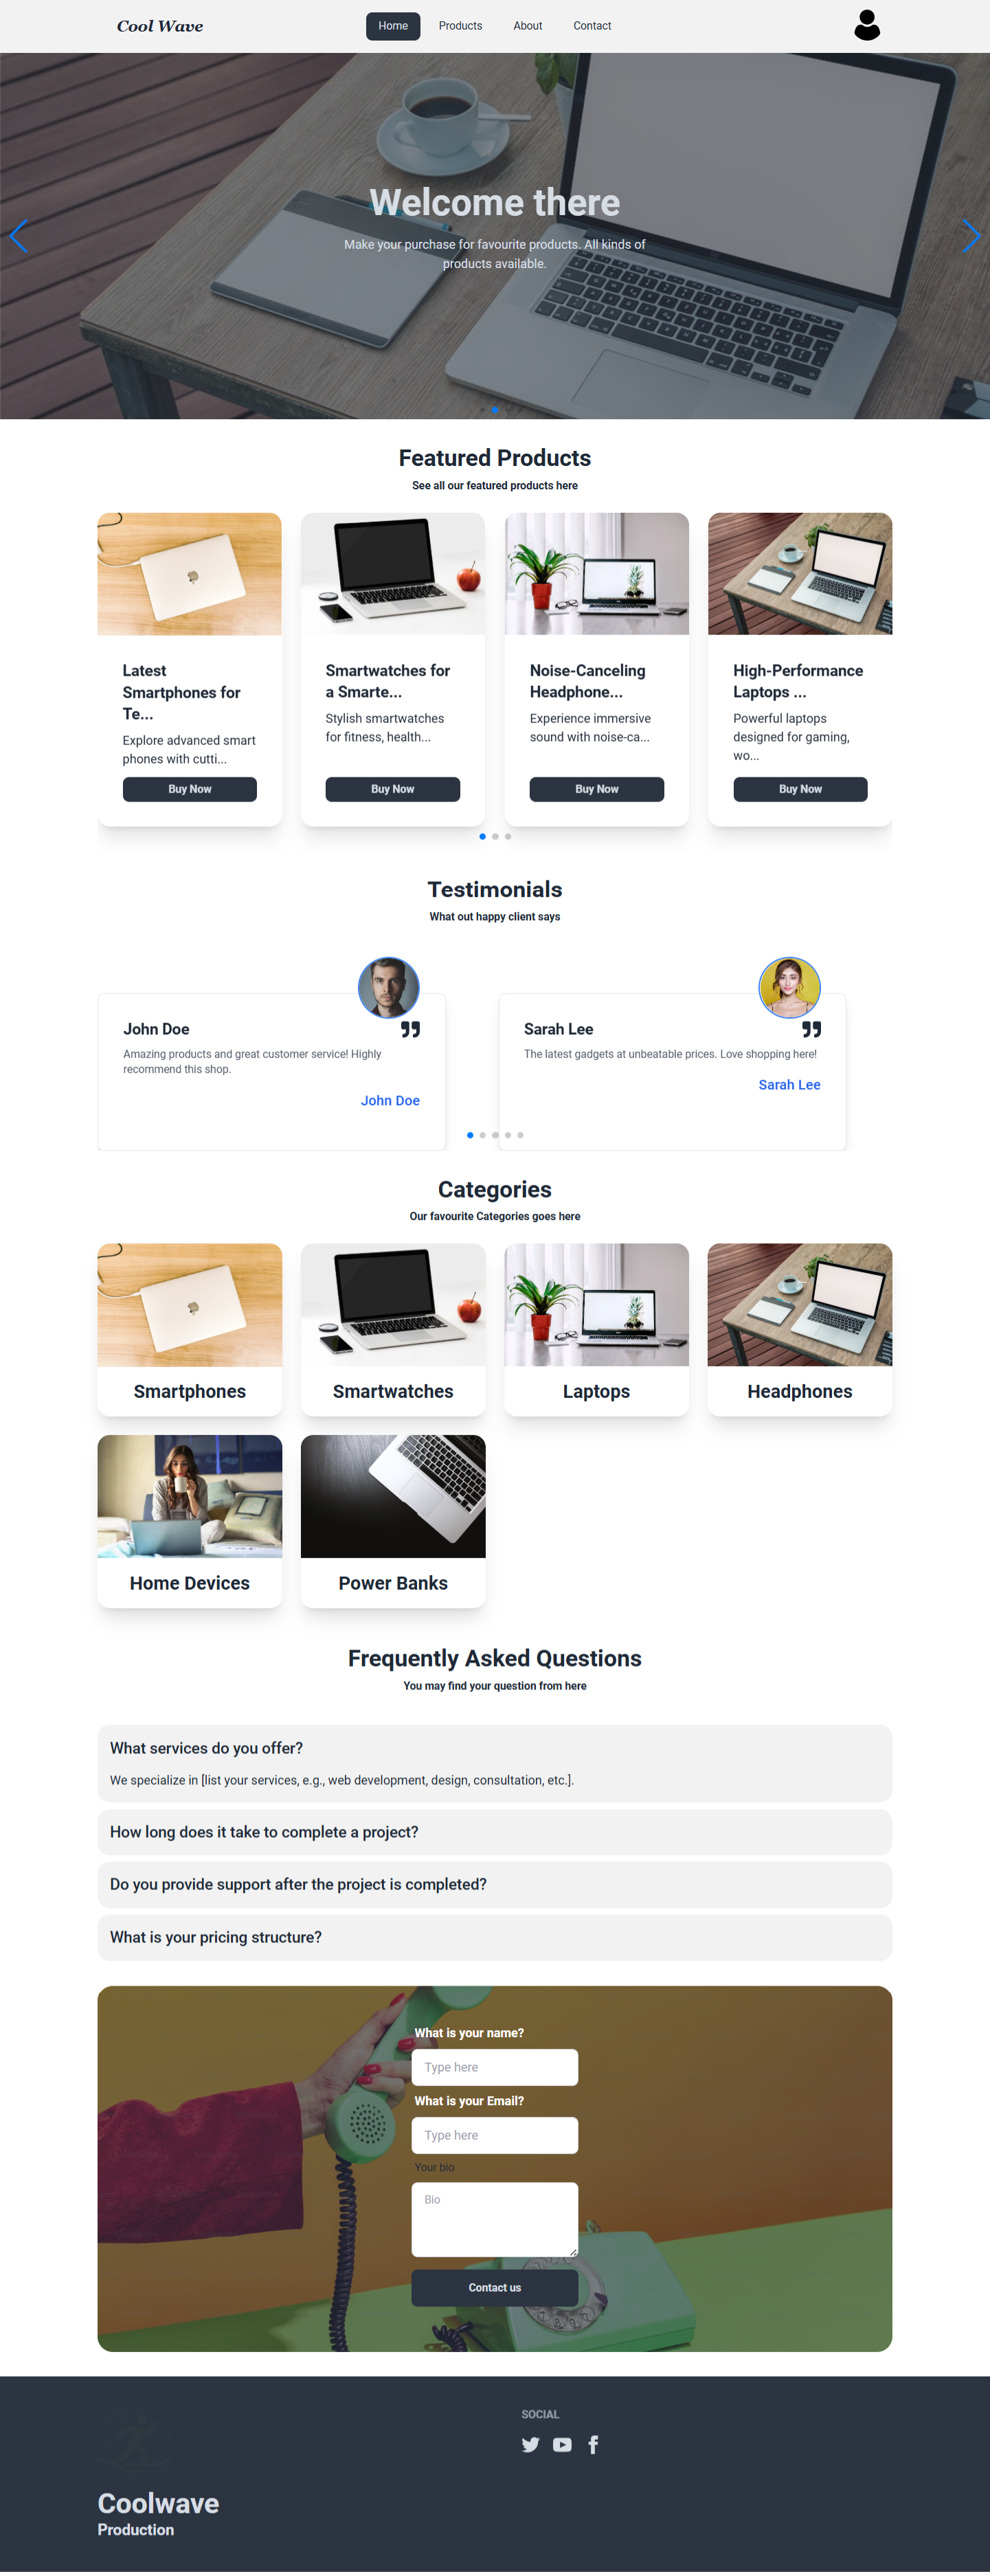 Cool Wave
Home
Products
About
Contact
Welcome there
Make your purchase for favourite products. All kinds of
products available.
Featured Products
See all our featured products here
Latest
Smartphones for
Te...
Explore advanced smart
phones with cutti...
Buy Now
Smartwatches for
a Smarte...
Stylish smartwatches
for fitness, health...
Buy Now
Noise-Canceling
Headphone...
Experience immersive
sound with noise-ca...
Buy Now
High-Performance
Laptops ...
Powerful laptops
designed for gaming,
wo...
Buy Now
Testimonials
What out happy client says
John Doe
Amazing products and great customer service! Highly
recommend this shop.
John Doe
Sarah Lee
The latest gadgets at unbeatable prices. Love shopping here!
Sarah Lee
Categories
Our favourite Categories goes here
Smartphones
Smartwatches
Laptops
Headphones
Home Devices
Power Banks
Frequently Asked Questions
You may find your question from here
What services do you offer?
We specialize in [list your services, e.g., web development, design, consultation, etc.].
How long does it take to complete a project?
Do you provide support after the project is completed?
What is your pricing structure?
What is your name?
Type here
What is your Email?
Type here
Your bio
Bio
Contact us
SOCIAL
Coolwave
Production